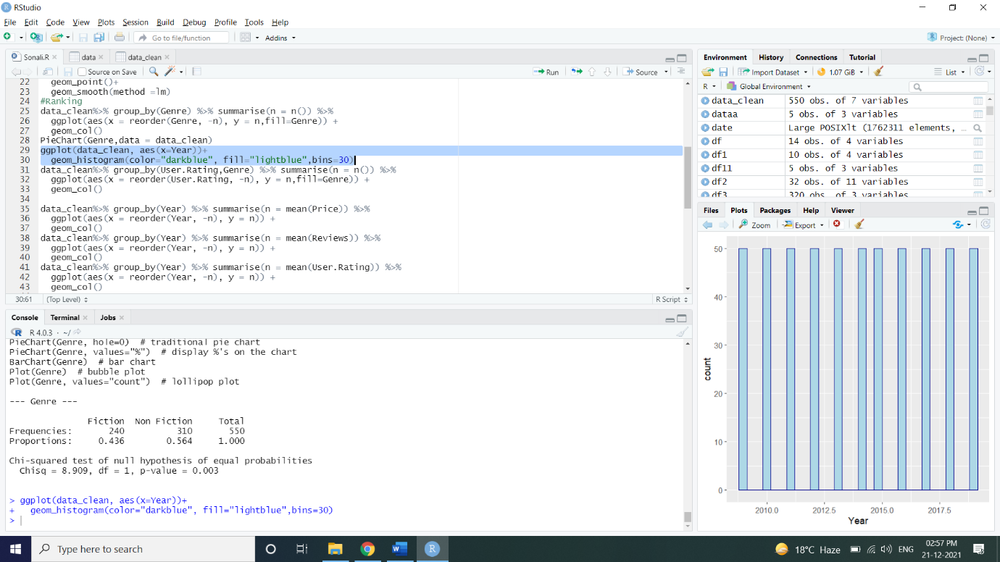 RStudio
File Edit Code View Plots Session Build Debug Profile Tools Help
Go to file/function Addins Project: (None)
Sonali.R data data_clean
Source on Save Run Source
22 geom_point()+
23 geom_smooth(method =lm)
24 #Ranking
25 data_clean%>% group_by(Genre) %>% summarise(n = n()) %>%
26 ggplot(aes(x = reorder(Genre, -n), y = n,fill=Genre)) +
27 geom_col()
28 PieChart(Genre,data = data_clean)
29 ggplot(data_clean, aes(x=Year))+
30 geom_histogram(color="darkblue", fill="lightblue",bins=30)
31 data_clean%>% group_by(User.Rating,Genre) %>% summarise(n = n()) %>%
32 ggplot(aes(x = reorder(User.Rating, -n), y = n,fill=Genre)) +
33 geom_col()
34
35 data_clean%>% group_by(Year) %>% summarise(n = mean(Price)) %>%
36 ggplot(aes(x = reorder(Year, -n), y = n)) +
37 geom_col()
38 data_clean%>% group_by(Year) %>% summarise(n = mean(Reviews)) %>%
39 ggplot(aes(x = reorder(Year, -n), y = n)) +
40 geom_col()
41 data_clean%>% group_by(Year) %>% summarise(n = mean(User.Rating)) %>%
42 ggplot(aes(x = reorder(Year, -n), y = n)) +
43 geom_col()
30:61 (Top Level) R Script
Console Terminal Jobs
R 4.0.3 · ~/
PieChart(Genre, hole=0) # traditional pie chart
PieChart(Genre, values="%") # display %'s on the chart
BarChart(Genre) # bar chart
Plot(Genre) # bubble plot
Plot(Genre, values="count") # lollipop plot
--- Genre ---
Fiction Non Fiction Total
Frequencies: 240 310 550
Proportions: 0.436 0.564 1.000
Chi-squared test of null hypothesis of equal probabilities
Chisq = 8.909, df = 1, p-value = 0.003
> ggplot(data_clean, aes(x=Year))+
+ geom_histogram(color="darkblue", fill="lightblue",bins=30)
>
Environment History Connections Tutorial
Import Dataset 1.07 GiB List
R Global Environment
data_clean 550 obs. of 7 variables
dataa 5 obs. of 3 variables
date Large POSIXlt (1762311 elements, ...
df 14 obs. of 4 variables
df1 10 obs. of 4 variables
df11 5 obs. of 3 variables
df2 32 obs. of 11 variables
df3 320 obs. of 3 variables
Files Plots Packages Help Viewer
Zoom Export
50
40
30
20
10
0
count
2010.0 2012.5 2015.0 2017.5
Year
Type here to search
18°C Haze ENG 02:57 PM
21-12-2021